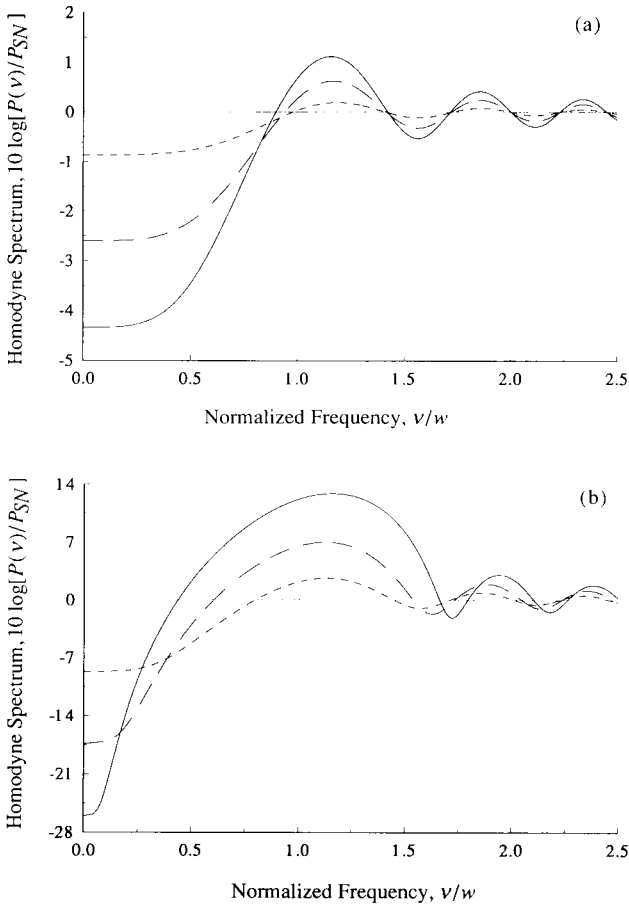 (a)
Homodyne Spectrum, 10 log[P(ν)/P_SN]
2
1
0
-1
-2
-3
-4
-5
0.0 0.5 1.0 1.5 2.0 2.5
Normalized Frequency, ν/w
(b)
Homodyne Spectrum, 10 log[P(ν)/P_SN]
14
7
0
-7
-14
-21
-28
0.0 0.5 1.0 1.5 2.0 2.5
Normalized Frequency, ν/w